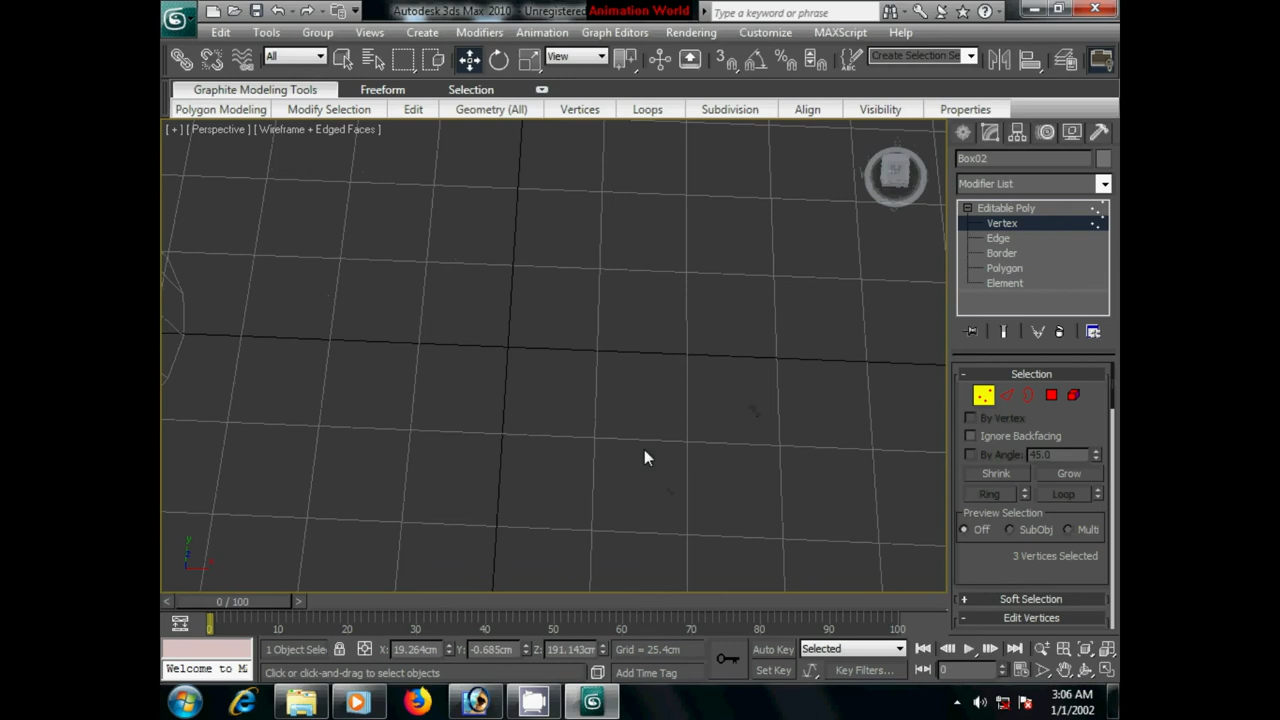 Autodesk 3ds Max 2010 - Unregistered
Animation World
Type a keyword or phrase
Edit Tools Group Views Create Modifiers Animation Graph Editors Rendering Customize MAXScript Help
All
View
3
Create Selection Se
Graphite Modeling Tools Freeform Selection
Polygon Modeling Modify Selection Edit Geometry (All) Vertices Loops Subdivision Align Visibility Properties
[ + ] [ Perspective ] [ Wireframe + Edged Faces ]
Box02
Modifier List
Editable Poly
Vertex
Edge
Border
Polygon
Element
Selection
By Vertex
Ignore Backfacing
By Angle: 45.0
Shrink Grow
Ring Loop
Preview Selection
Off SubObj Multi
3 Vertices Selected
Soft Selection
Edit Vertices
y
z
< 0 / 100 >
0 10 20 30 40 50 60 70 80 90 100
1 Object Sele X: 19.264cm Y: -0.685cm Z: 191.143cm Grid = 25.4cm Auto Key Selected
Welcome to M Click or click-and-drag to select objects Add Time Tag Set Key Key Filters... 0
3:06 AM
1/1/2002